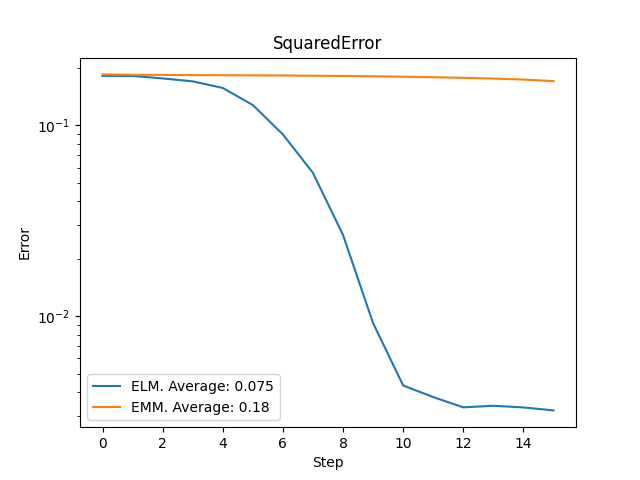 SquaredError
10⁻¹
10⁻²
Error
ELM. Average: 0.075
EMM. Average: 0.18
0 2 4 6 8 10 12 14
Step